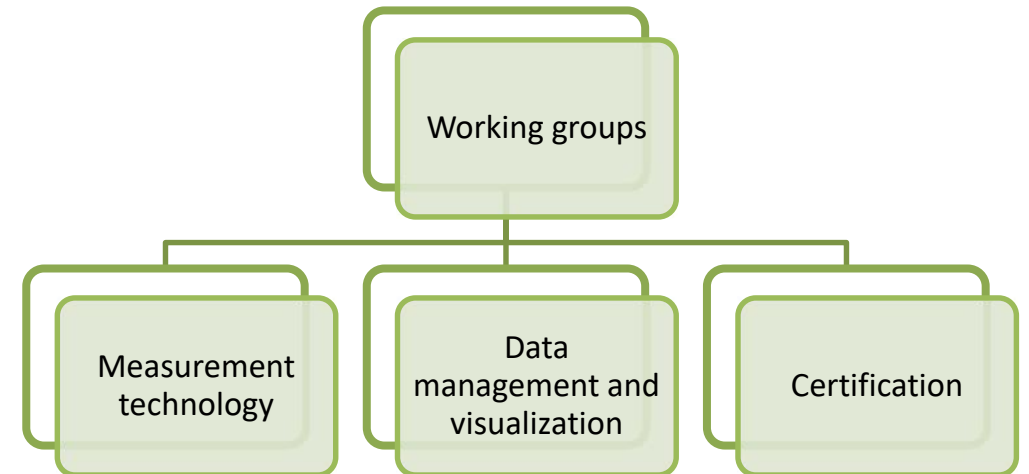 Working groups
Measurement
technology
Data
management and
visualization
Certification